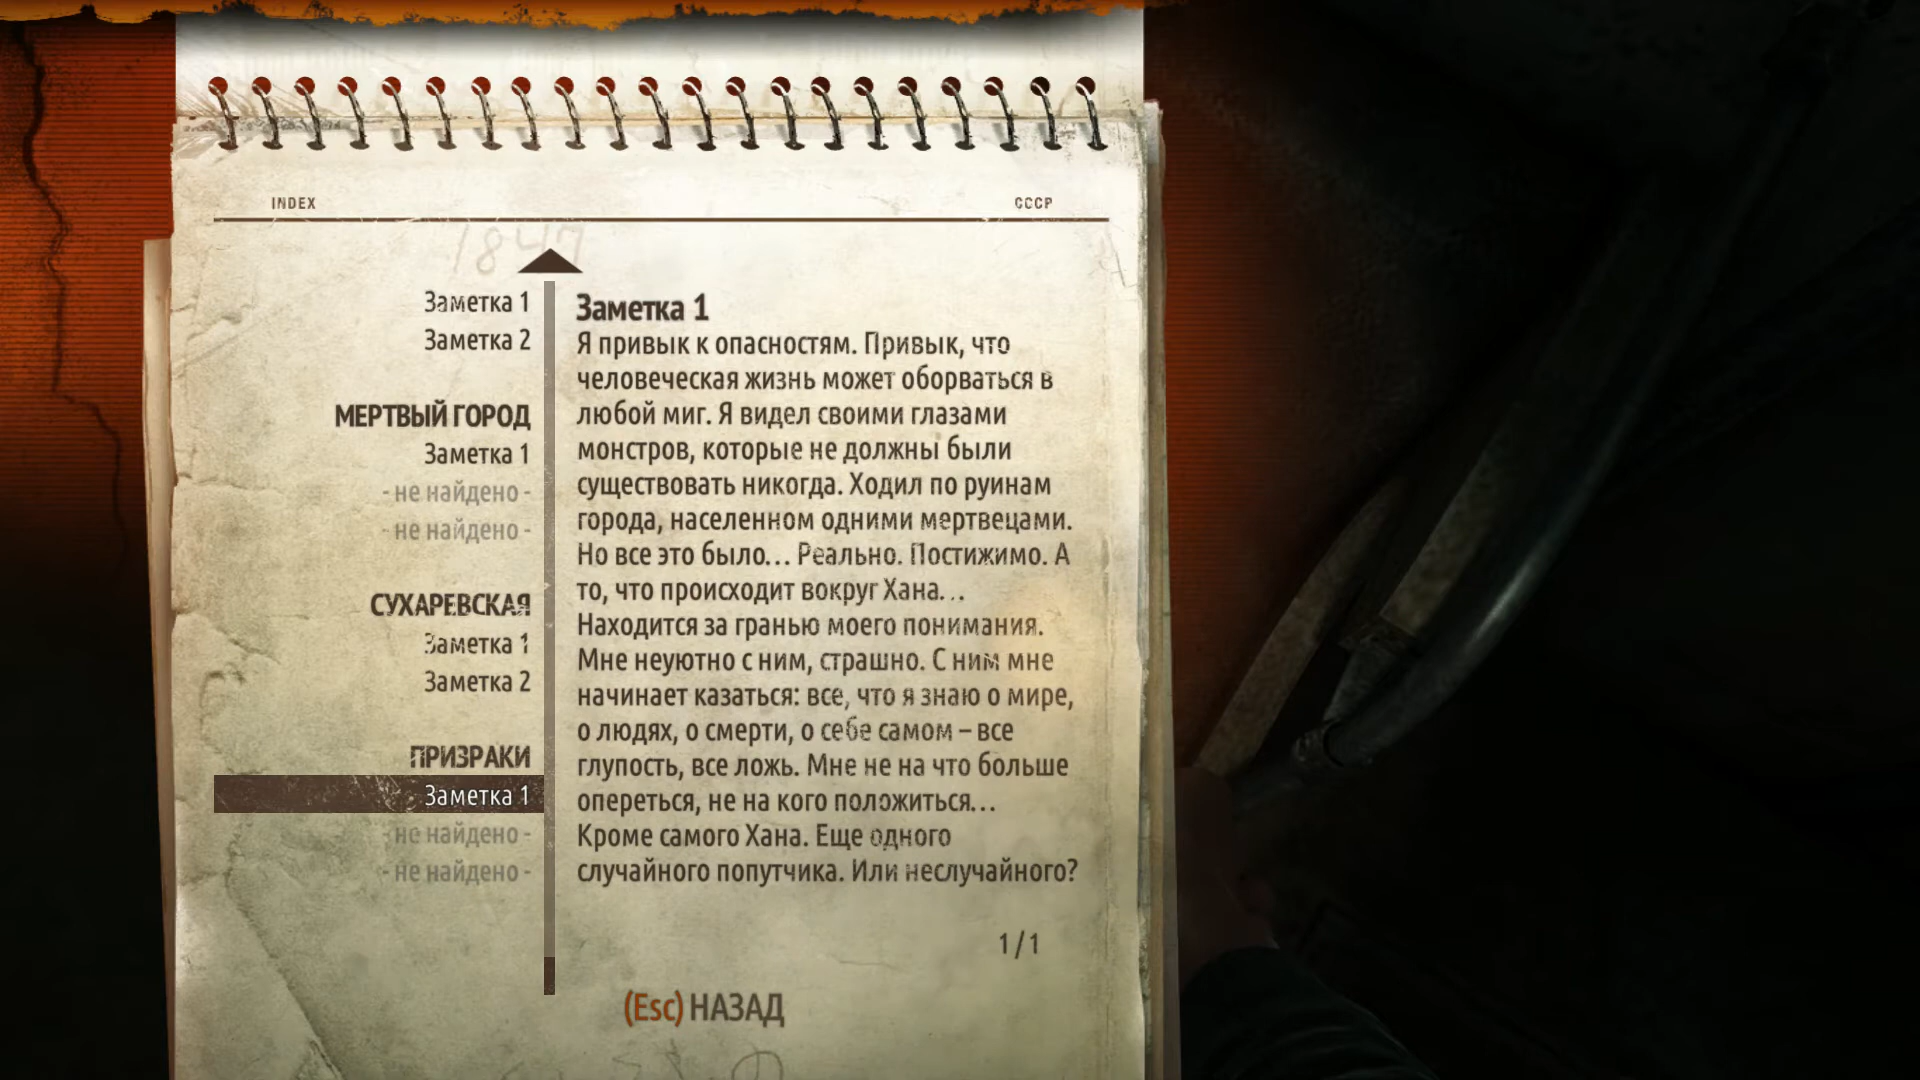 INDEX
СССР
1847
Заметка 1
Заметка 2
МЕРТВЫЙ ГОРОД
Заметка 1
- не найдено -
- не найдено -
СУХАРЕВСКАЯ
Заметка 1
Заметка 2
ПРИЗРАКИ
Заметка 1
- не найдено -
- не найдено -
Заметка 1
Я привык к опасностям. Привык, что
человеческая жизнь может оборваться в
любой миг. Я видел своими глазами
монстров, которые не должны были
существовать никогда. Ходил по руинам
города, населенном одними мертвецами.
Но все это было... Реально. Постижимо. А
то, что происходит вокруг Хана...
Находится за гранью моего понимания.
Мне неуютно с ним, страшно. С ним мне
начинает казаться: все, что я знаю о мире,
о людях, о смерти, о себе самом – все
глупость, все ложь. Мне не на что больше
опереться, не на кого положиться...
Кроме самого Хана. Еще одного
случайного попутчика. Или неслучайного?
1/1
(Esc) НАЗАД